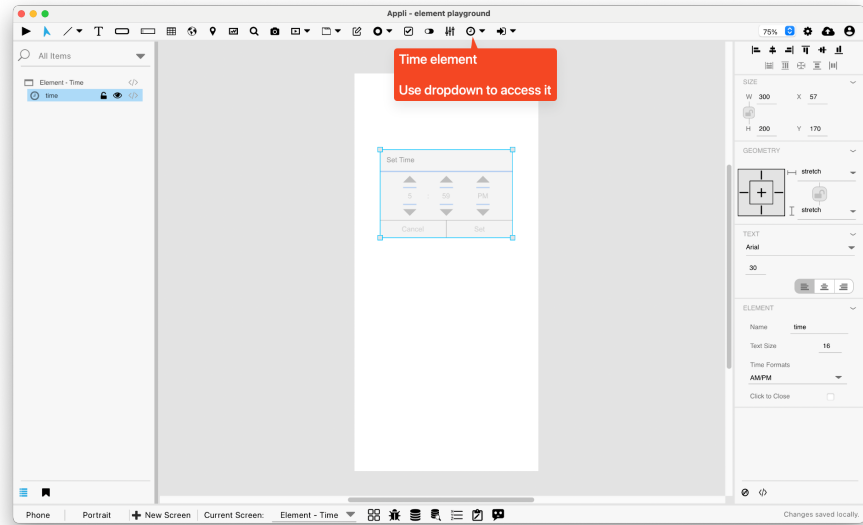 Appli - element playground
T
75%
Time element
Use dropdown to access it
All Items
Element - Time
time
Set Time
5 : 59 PM
Cancel Set
SIZE
W 300 X 57
H 200 Y 170
GEOMETRY
stretch
stretch
TEXT
Arial
30
ELEMENT
Name time
Text Size 16
Time Formats
AM/PM
Click to Close
Phone Portrait New Screen Current Screen: Element - Time
Changes saved locally.